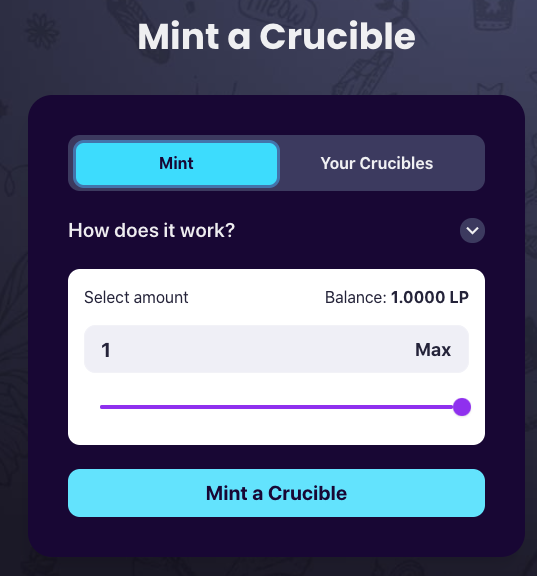 Mint a Crucible
Mint
Your Crucibles
How does it work?
Select amount
Balance: 1.0000 LP
1
Max
Mint a Crucible